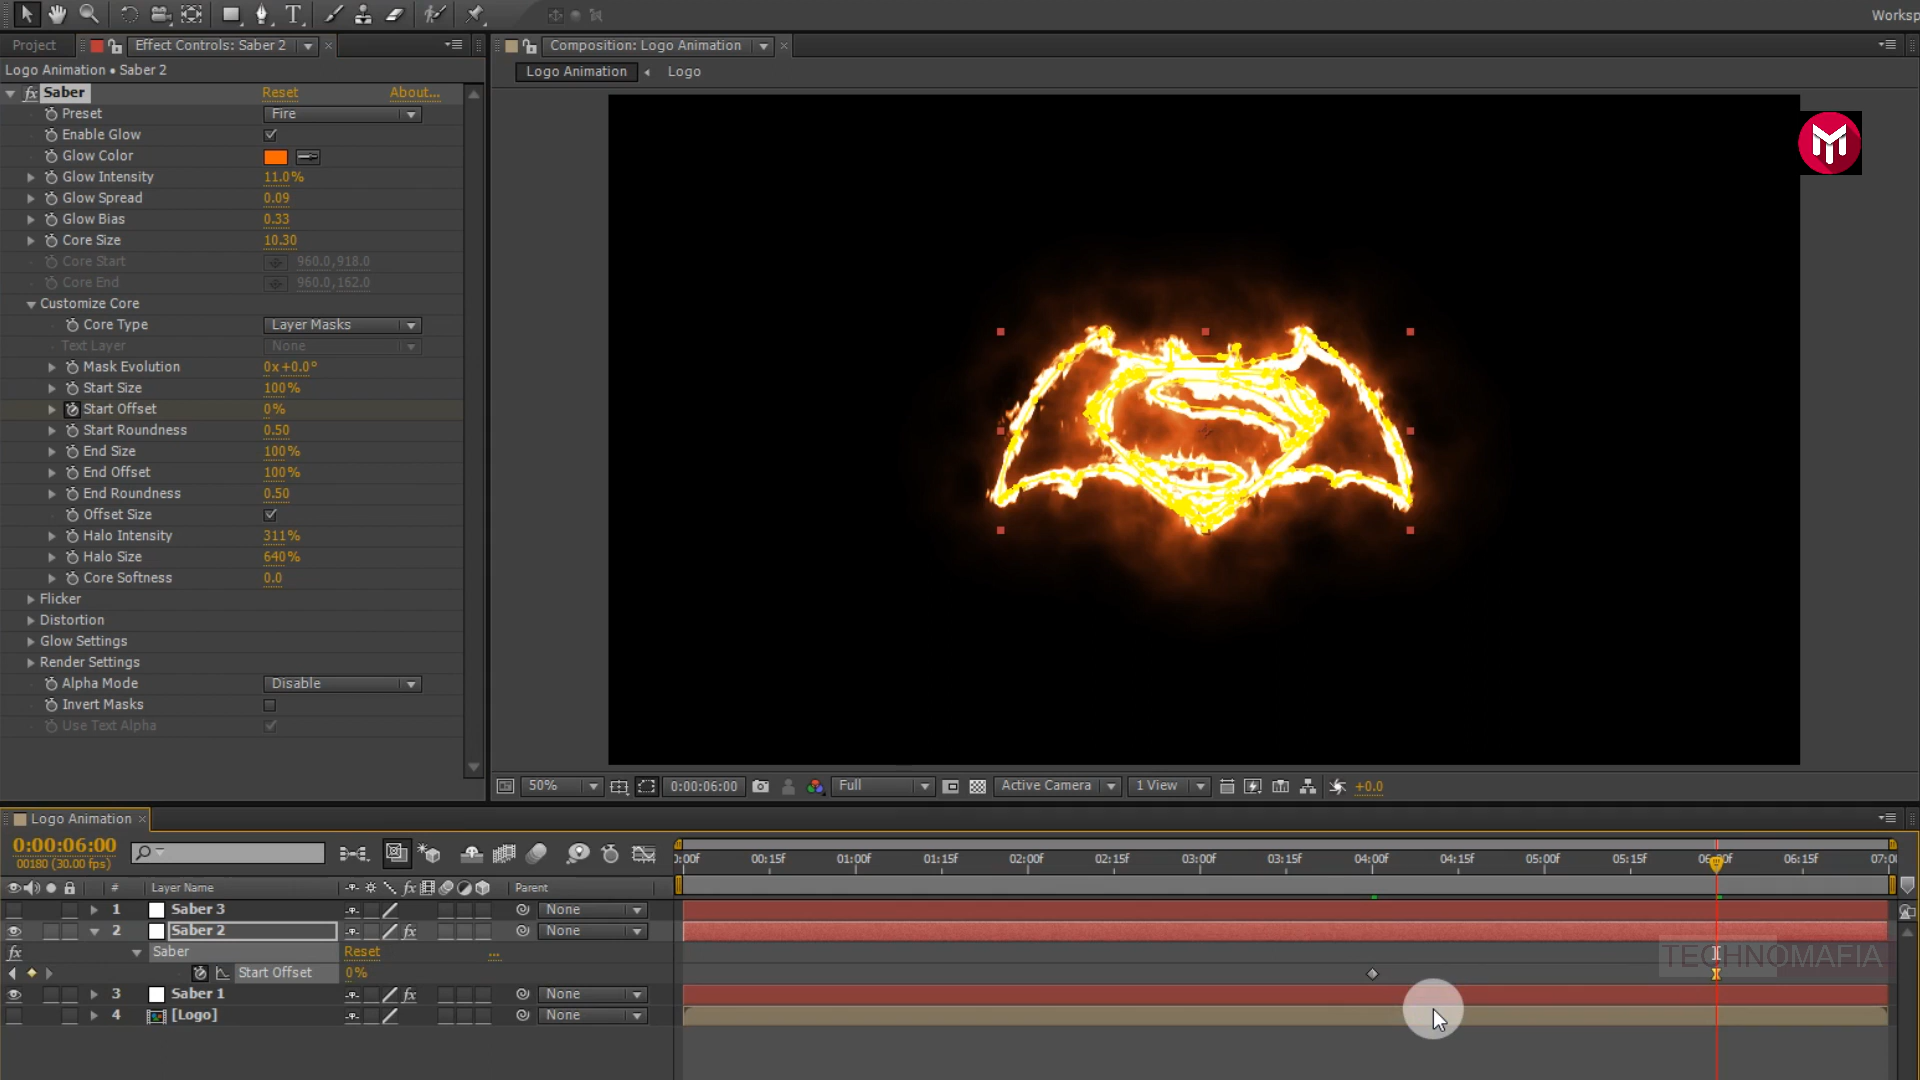 Worksp
Project
Effect Controls: Saber 2
Composition: Logo Animation
Logo Animation • Saber 2
Logo Animation
Logo
fx Saber Reset About...
Preset Fire
Enable Glow
Glow Color
Glow Intensity 11.0%
Glow Spread 0.09
Glow Bias 0.33
Core Size 10.30
Core Start 960.0,918.0
Core End 960.0,162.0
Customize Core
Core Type Layer Masks
Text Layer None
Mask Evolution 0x+0.0°
Start Size 100%
Start Offset 0%
Start Roundness 0.50
End Size 100%
End Offset 100%
End Roundness 0.50
Offset Size
Halo Intensity 311%
Halo Size 640%
Core Softness 0.0
Flicker
Distortion
Glow Settings
Render Settings
Alpha Mode Disable
Invert Masks
Use Text Alpha
50% 0:00:06:00 Full Active Camera 1 View +0.0
Logo Animation
0:00:06:00
00180 (30.00 fps)
0:00f 00:15f 01:00f 01:15f 02:00f 02:15f 03:00f 03:15f 04:00f 04:15f 05:00f 05:15f 06:00f 06:15f 07:00
# Layer Name fx Parent
1 Saber 3 None
2 Saber 2 fx None
fx Saber Reset ...
Start Offset 0%
3 Saber 1 fx None
4 [Logo] None
TECHNOMAFIA